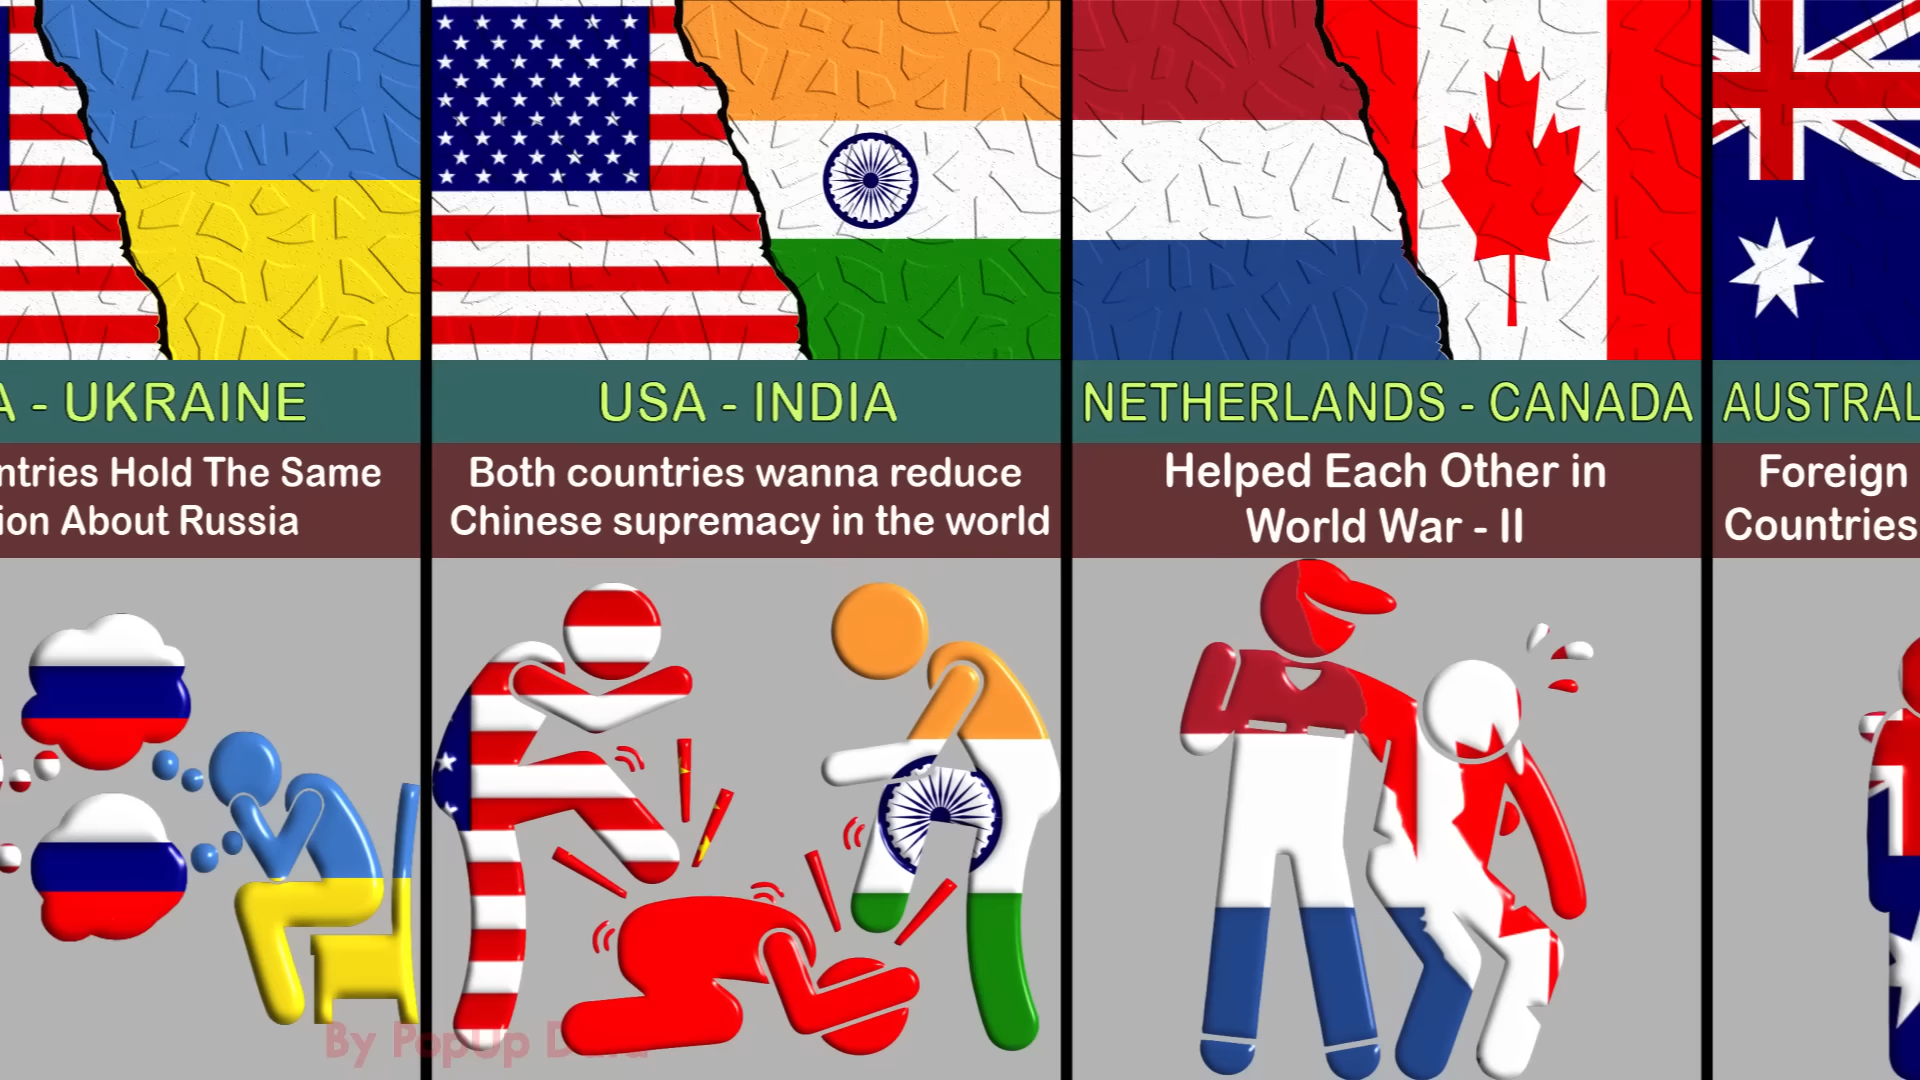 A - UKRAINE
ntries Hold The Same
ion About Russia
USA - INDIA
Both countries wanna reduce
Chinese supremacy in the world
NETHERLANDS - CANADA
Helped Each Other in
World War - II
AUSTRAL
Foreign
Countries
By PopUp Data